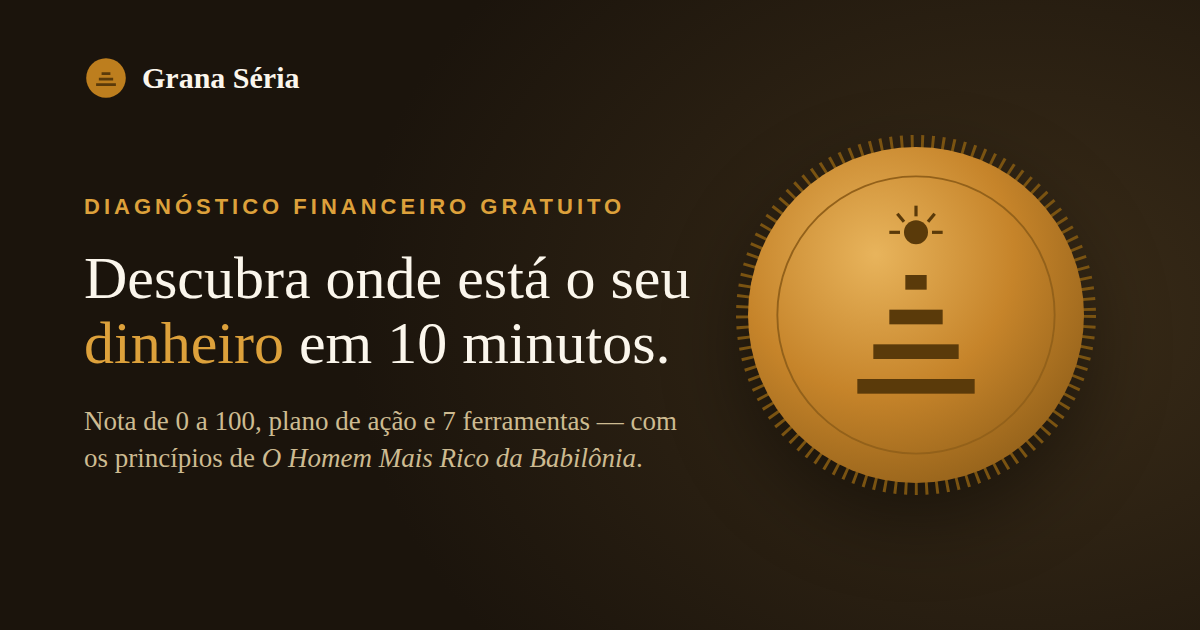 Grana Séria
DIAGNÓSTICO FINANCEIRO GRATUITO
Descubra onde está o seu
dinheiro em 10 minutos.
Nota de 0 a 100, plano de ação e 7 ferramentas — com
os princípios de O Homem Mais Rico da Babilônia.